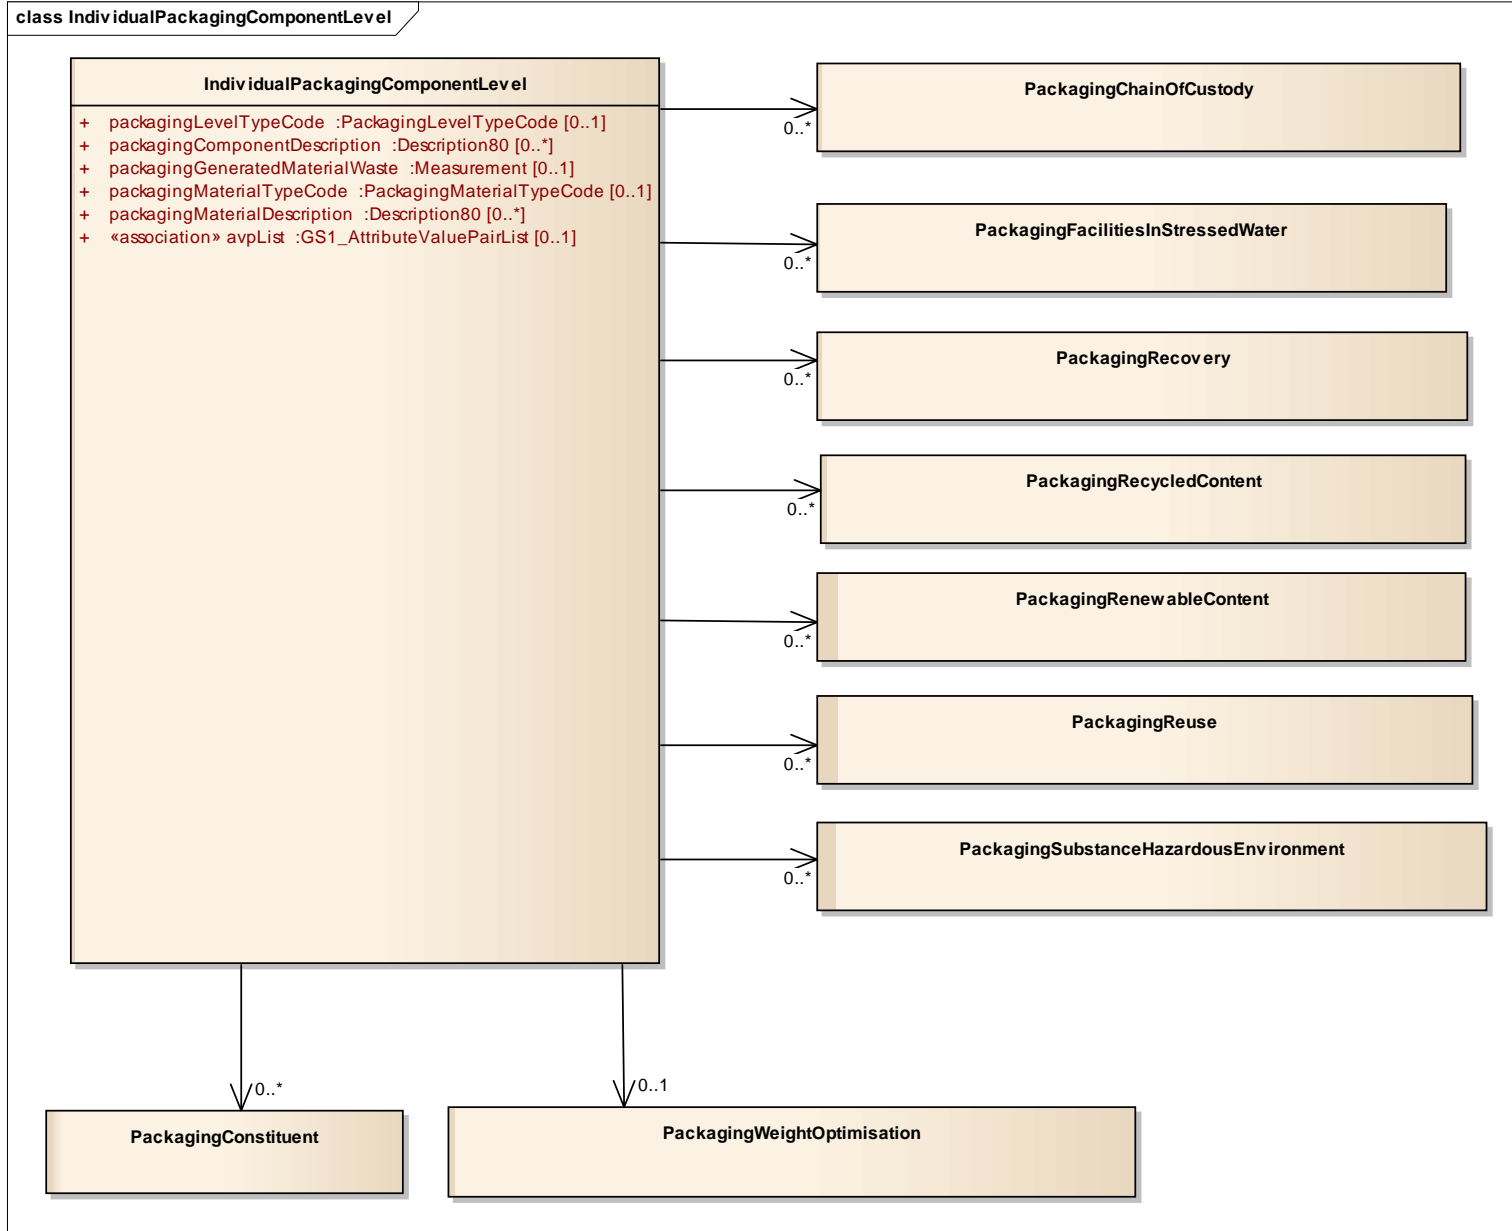 class IndividualPackagingComponentLevel
IndividualPackagingComponentLevel
+ packagingLevelTypeCode :PackagingLevelTypeCode [0..1]
+ packagingComponentDescription :Description80 [0..*]
+ packagingGeneratedMaterialWaste :Measurement [0..1]
+ packagingMaterialTypeCode :PackagingMaterialTypeCode [0..1]
+ packagingMaterialDescription :Description80 [0..*]
+ «association» avpList :GS1_AttributeValuePairList [0..1]
PackagingChainOfCustody
0..*
PackagingFacilitiesInStressedWater
0..*
PackagingRecovery
0..*
PackagingRecycledContent
0..*
PackagingRenewableContent
0..*
PackagingReuse
0..*
PackagingSubstanceHazardousEnvironment
0..*
0..*
0..1
PackagingConstituent
PackagingWeightOptimisation